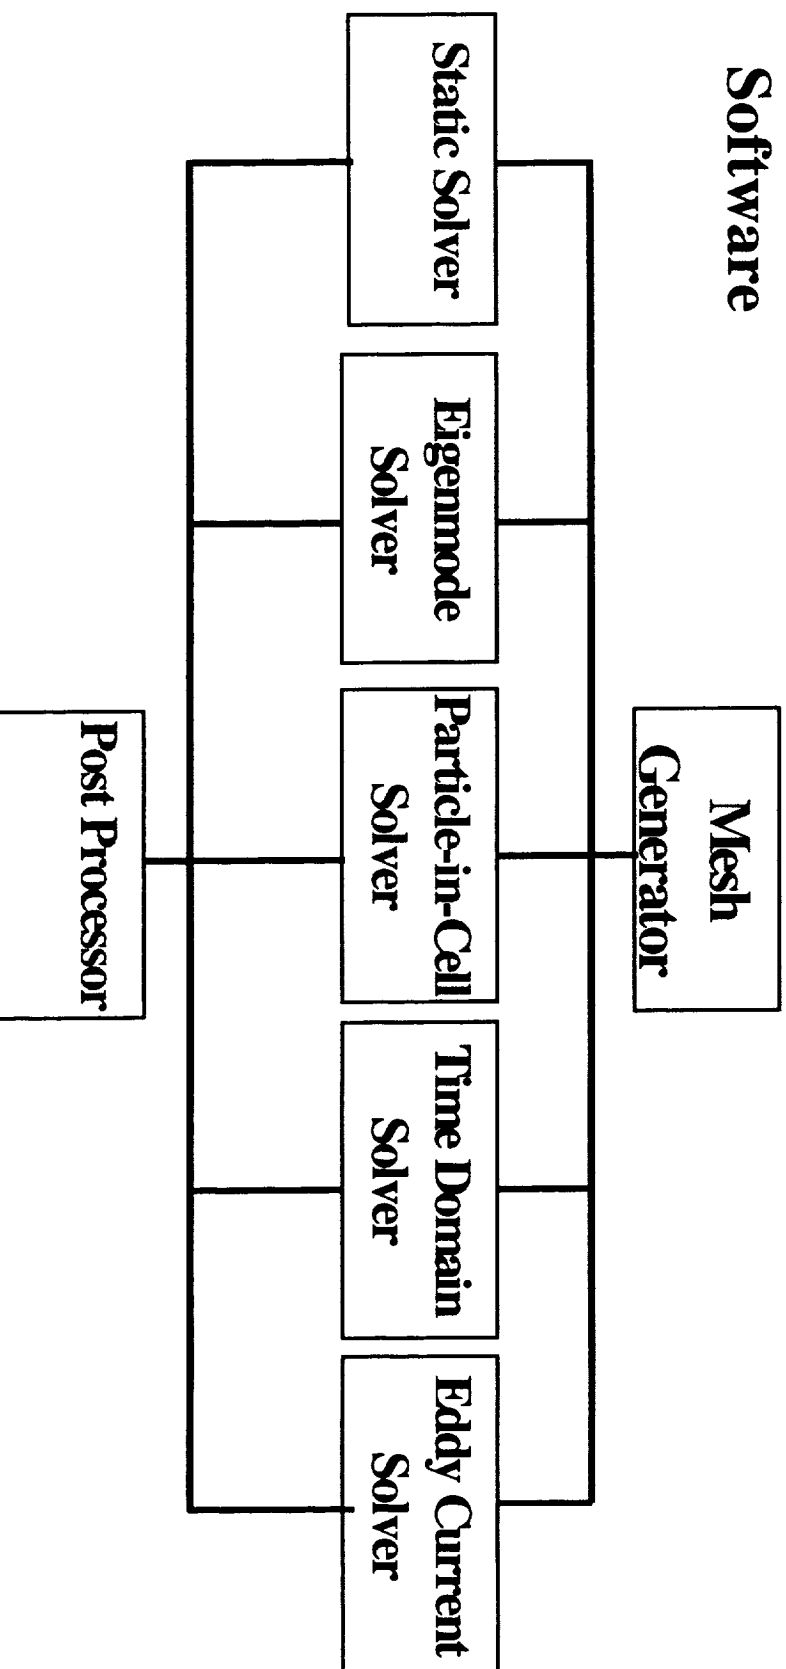 Software
Mesh
Generator
Static Solver
Eigenmode
Solver
Particle-in-Cell
Solver
Time Domain
Solver
Eddy Current
Solver
Post Processor